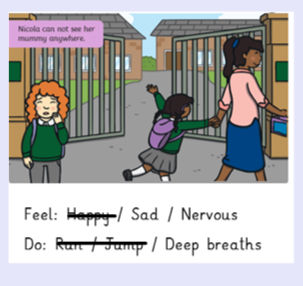 Nicola can not see her
mummy anywhere.
Feel: Happy / Sad / Nervous
Do: Run / Jump / Deep breaths